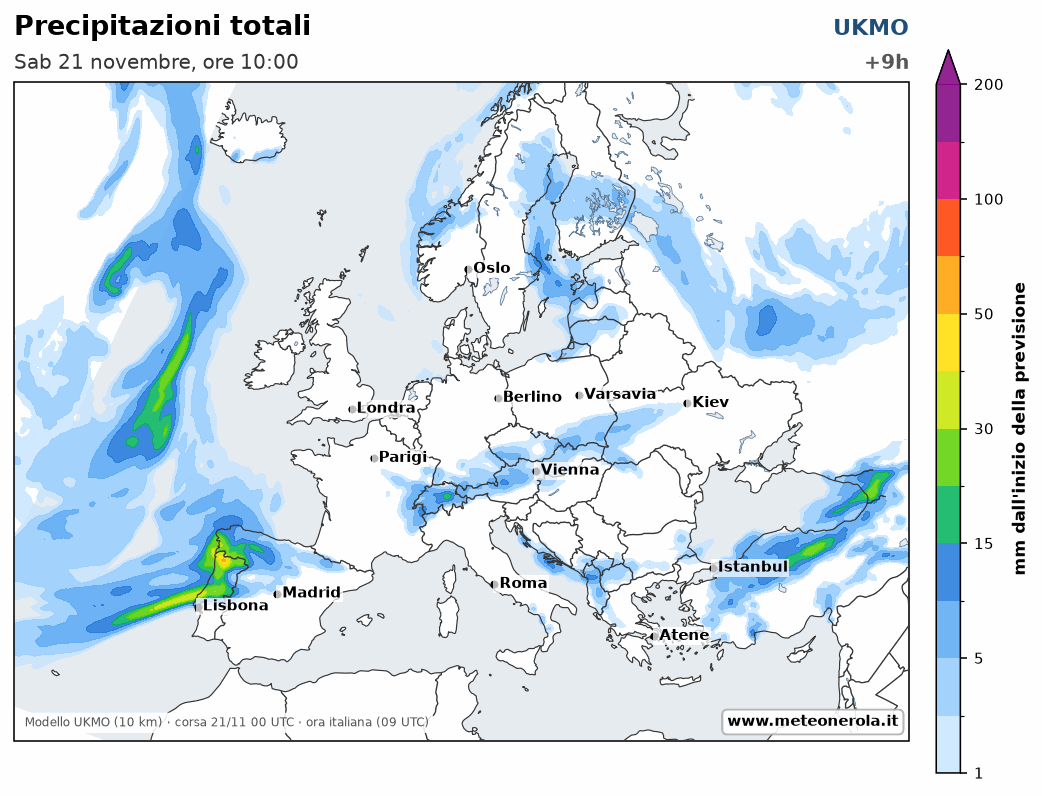 Precipitazioni totali
UKMO
Sab 21 novembre, ore 10:00
+9h
200
100
50
30
15
5
1
mm dall'inizio della previsione
Oslo
Londra
Berlino
Varsavia
Kiev
Parigi
Vienna
Istanbul
Roma
Madrid
Lisbona
Atene
Modello UKMO (10 km) · corsa 21/11 00 UTC · ora italiana (09 UTC)
www.meteonerola.it